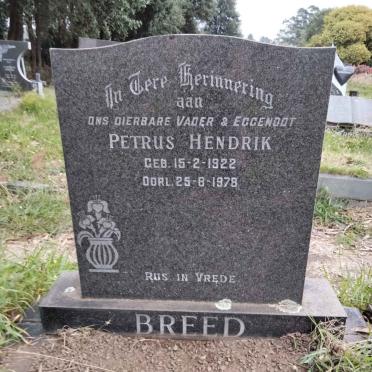 In Tere Herinnering
aan
ONS DIERBARE VADER & EGGENOOT
PETRUS HENDRIK
GEB. 15-2-1922
OORL. 25-8-1978
RUS IN VREDE
BREED